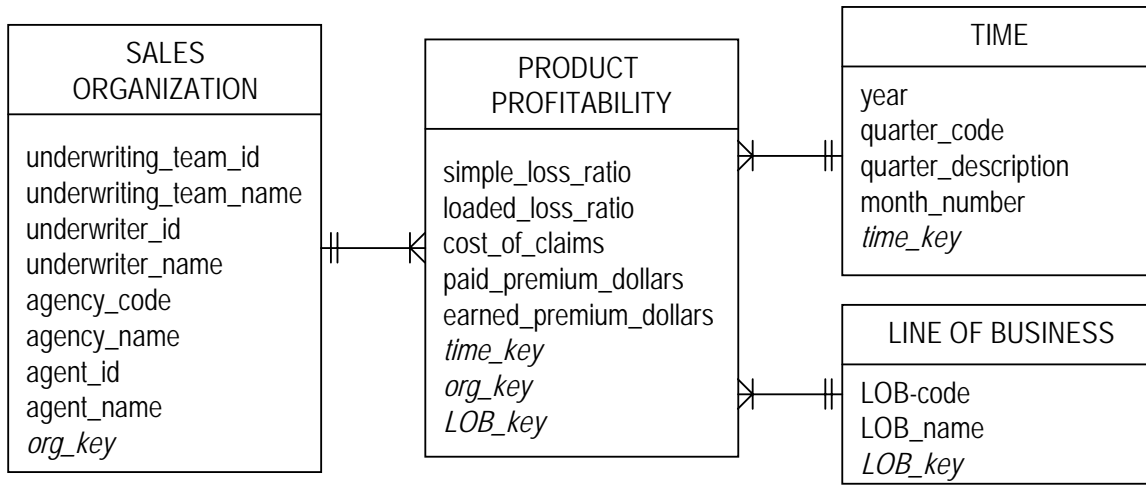 SALES
ORGANIZATION
underwriting_team_id
underwriting_team_name
underwriter_id
underwriter_name
agency_code
agency_name
agent_id
agent_name
org_key
PRODUCT
PROFITABILITY
simple_loss_ratio
loaded_loss_ratio
cost_of_claims
paid_premium_dollars
earned_premium_dollars
time_key
org_key
LOB_key
TIME
year
quarter_code
quarter_description
month_number
time_key
LINE OF BUSINESS
LOB-code
LOB_name
LOB_key